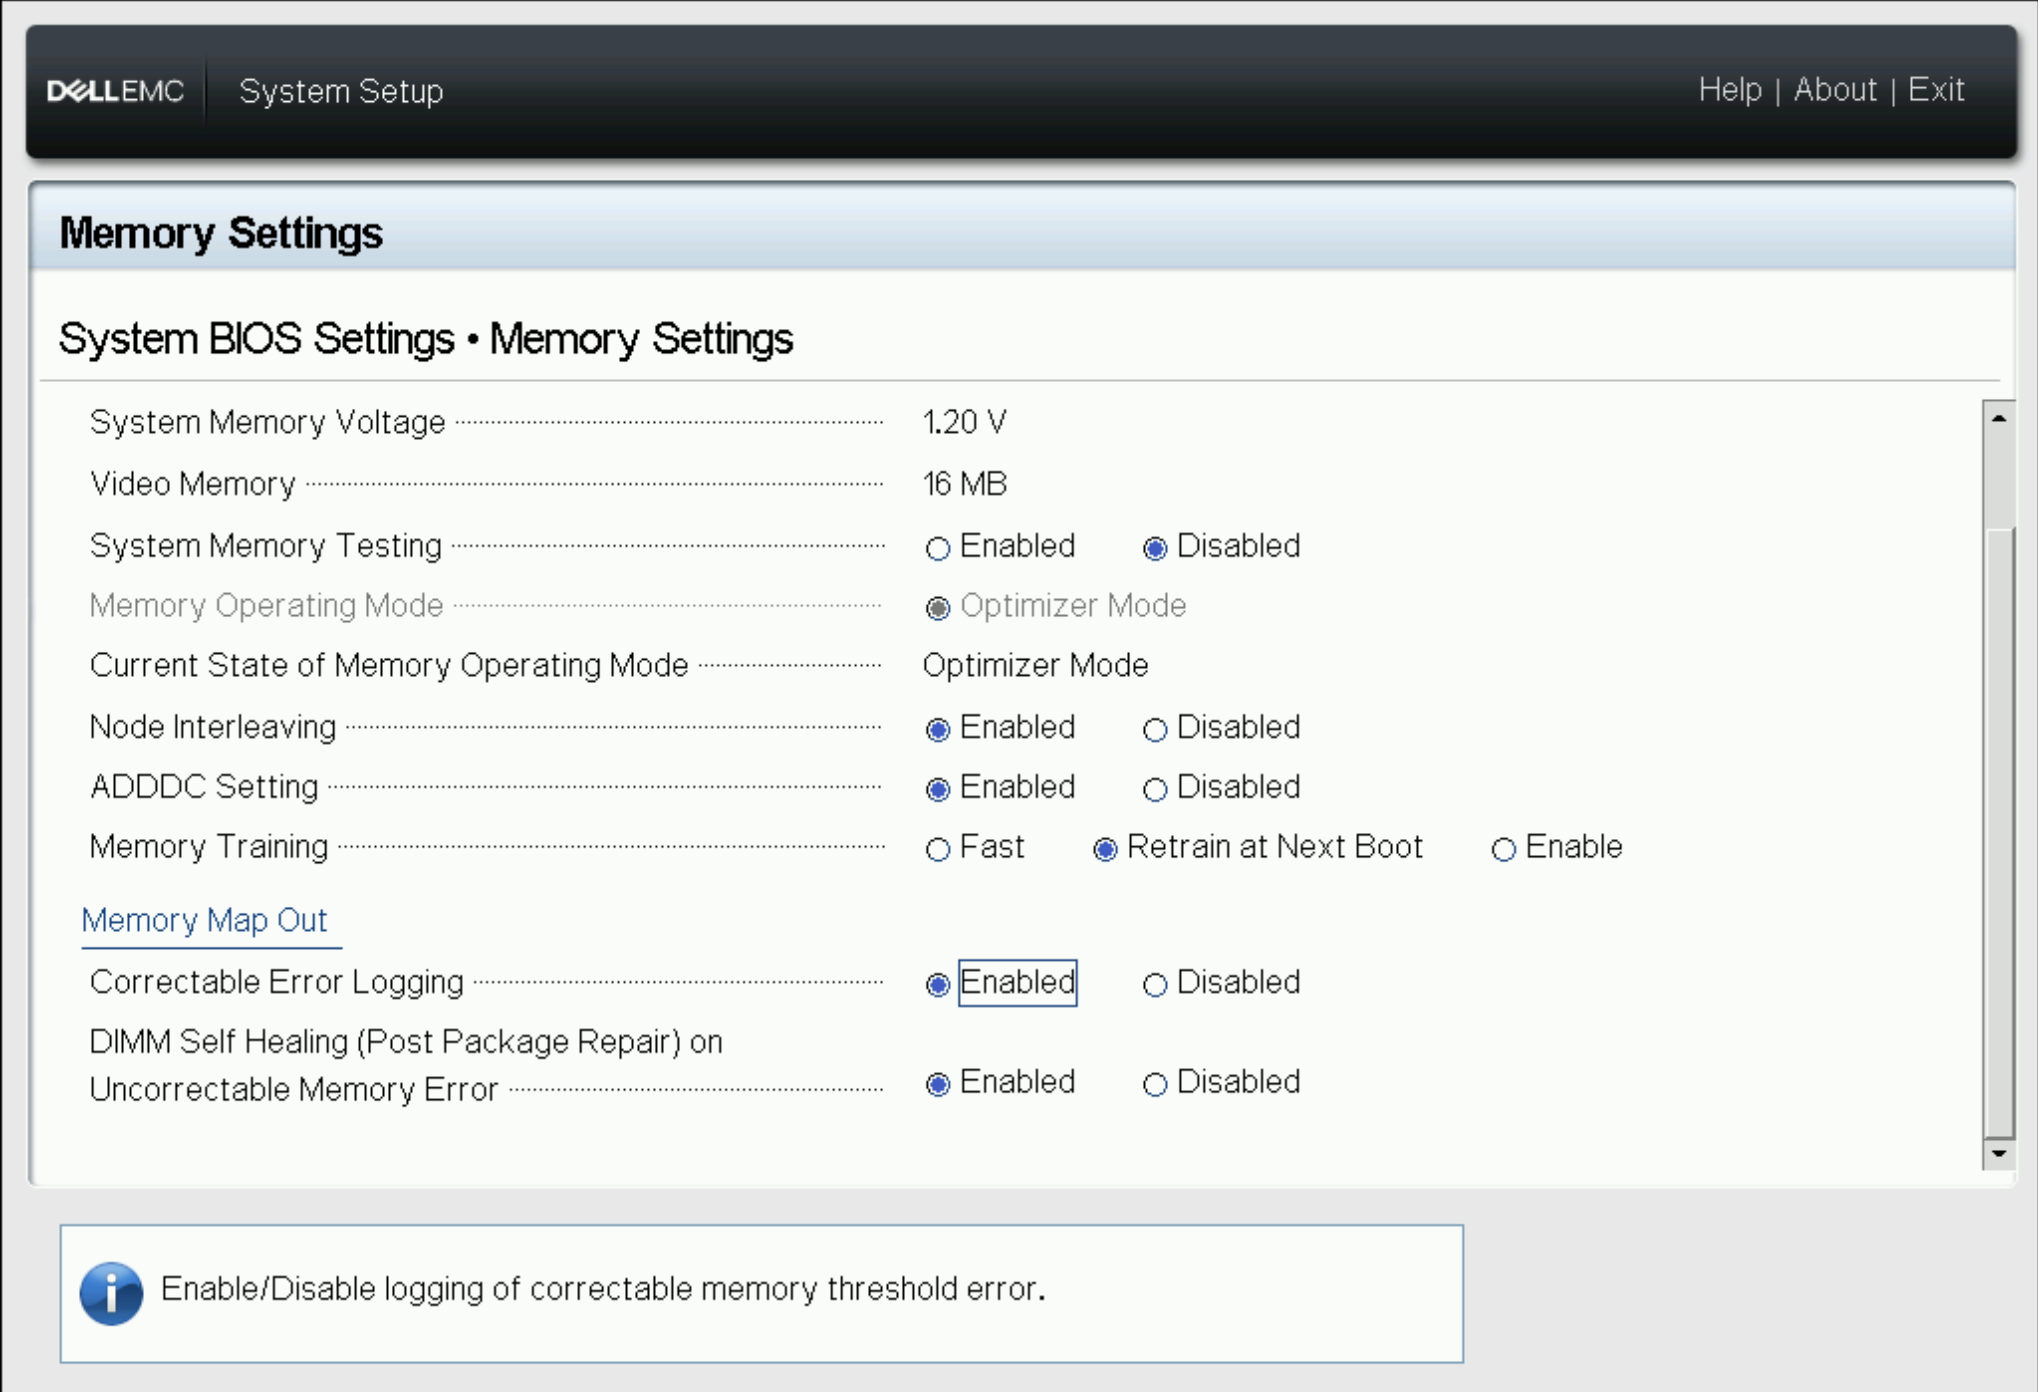 DELLEMC System Setup Help | About | Exit
Memory Settings
System BIOS Settings • Memory Settings
System Memory Voltage 1.20 V
Video Memory 16 MB
System Memory Testing Enabled Disabled
Memory Operating Mode Optimizer Mode
Current State of Memory Operating Mode Optimizer Mode
Node Interleaving Enabled Disabled
ADDDC Setting Enabled Disabled
Memory Training Fast Retrain at Next Boot Enable
Memory Map Out
Correctable Error Logging Enabled Disabled
DIMM Self Healing (Post Package Repair) on
Uncorrectable Memory Error Enabled Disabled
Enable/Disable logging of correctable memory threshold error.